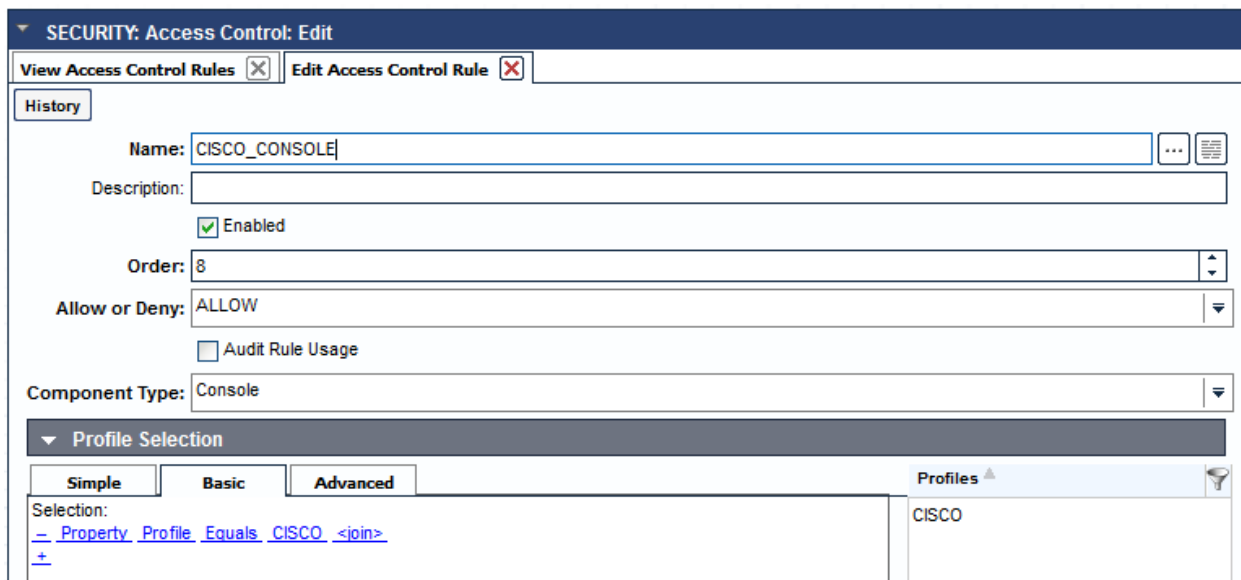 SECURITY: Access Control: Edit
View Access Control Rules Edit Access Control Rule
History
Name: CISCO_CONSOLE ...
Description:
Enabled
Order: 8
Allow or Deny: ALLOW
Audit Rule Usage
Component Type: Console
Profile Selection
Simple Basic Advanced Profiles
Selection:
CISCO
– Property Profile Equals CISCO <join>
+